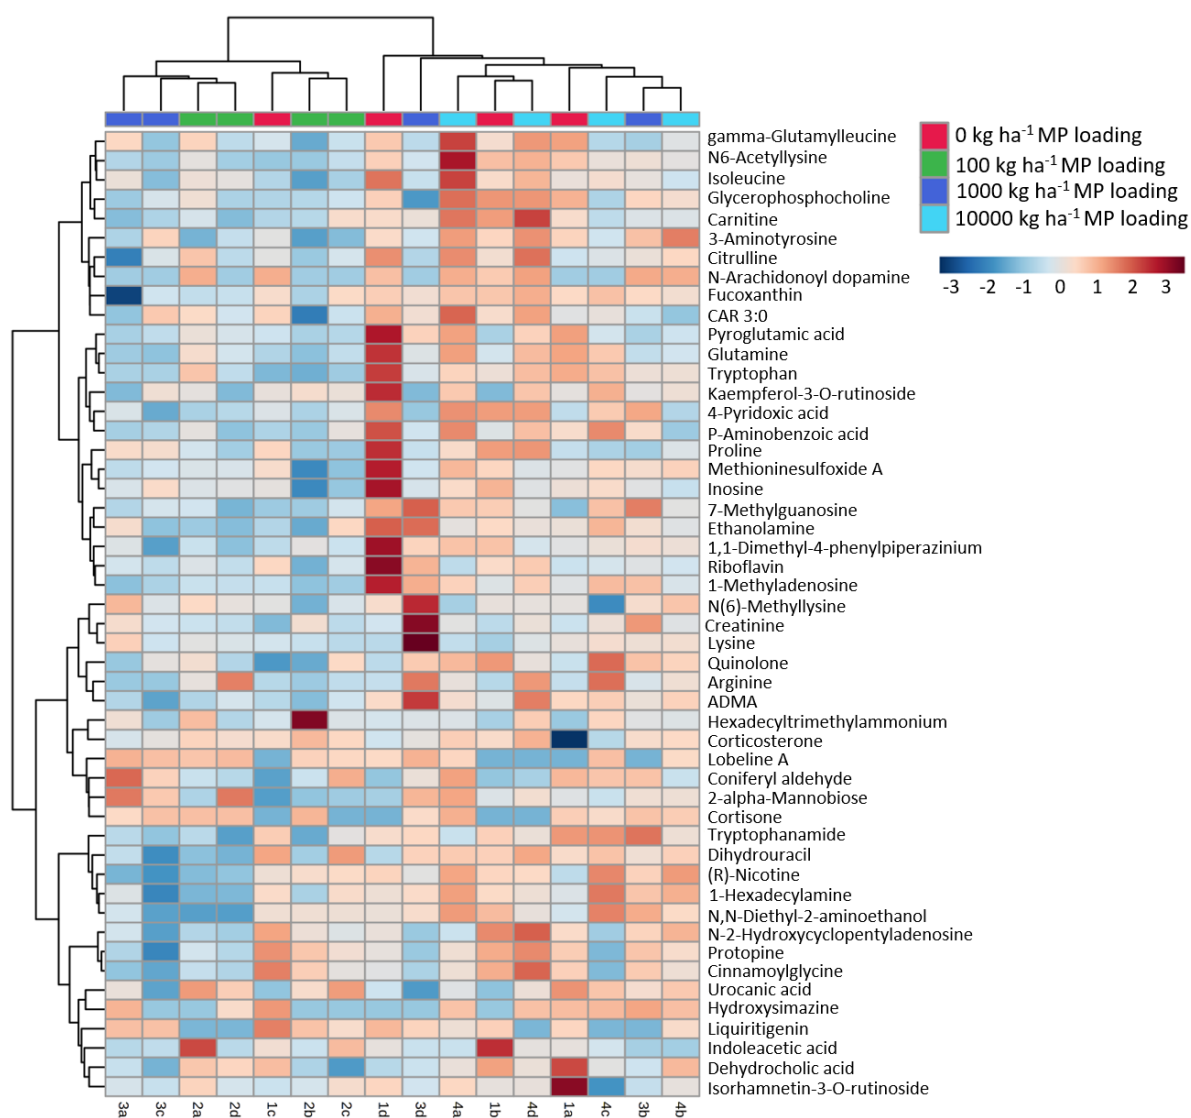 gamma-Glutamylleucine
N6-Acetyllysine
Isoleucine
Glycerophosphocholine
Carnitine
3-Aminotyrosine
Citrulline
N-Arachidonoyl dopamine
Fucoxanthin
CAR 3:0
Pyroglutamic acid
Glutamine
Tryptophan
Kaempferol-3-O-rutinoside
4-Pyridoxic acid
P-Aminobenzoic acid
Proline
Methioninesulfoxide A
Inosine
7-Methylguanosine
Ethanolamine
1,1-Dimethyl-4-phenylpiperazinium
Riboflavin
1-Methyladenosine
N(6)-Methyllysine
Creatinine
Lysine
Quinolone
Arginine
ADMA
Hexadecyltrimethylammonium
Corticosterone
Lobeline A
Coniferyl aldehyde
2-alpha-Mannobiose
Cortisone
Tryptophanamide
Dihydrouracil
(R)-Nicotine
1-Hexadecylamine
N,N-Diethyl-2-aminoethanol
N-2-Hydroxycyclopentyladenosine
Protopine
Cinnamoylglycine
Urocanic acid
Hydroxysimazine
Liquiritigenin
Indoleacetic acid
Dehydrocholic acid
Isorhamnetin-3-O-rutinoside
3a 3c 2a 2d 1c 2b 2c 1d 3d 4a 1b 4d 1a 4c 3b 4b
0 kg ha-1 MP loading
100 kg ha-1 MP loading
1000 kg ha-1 MP loading
10000 kg ha-1 MP loading
-3 -2 -1 0 1 2 3